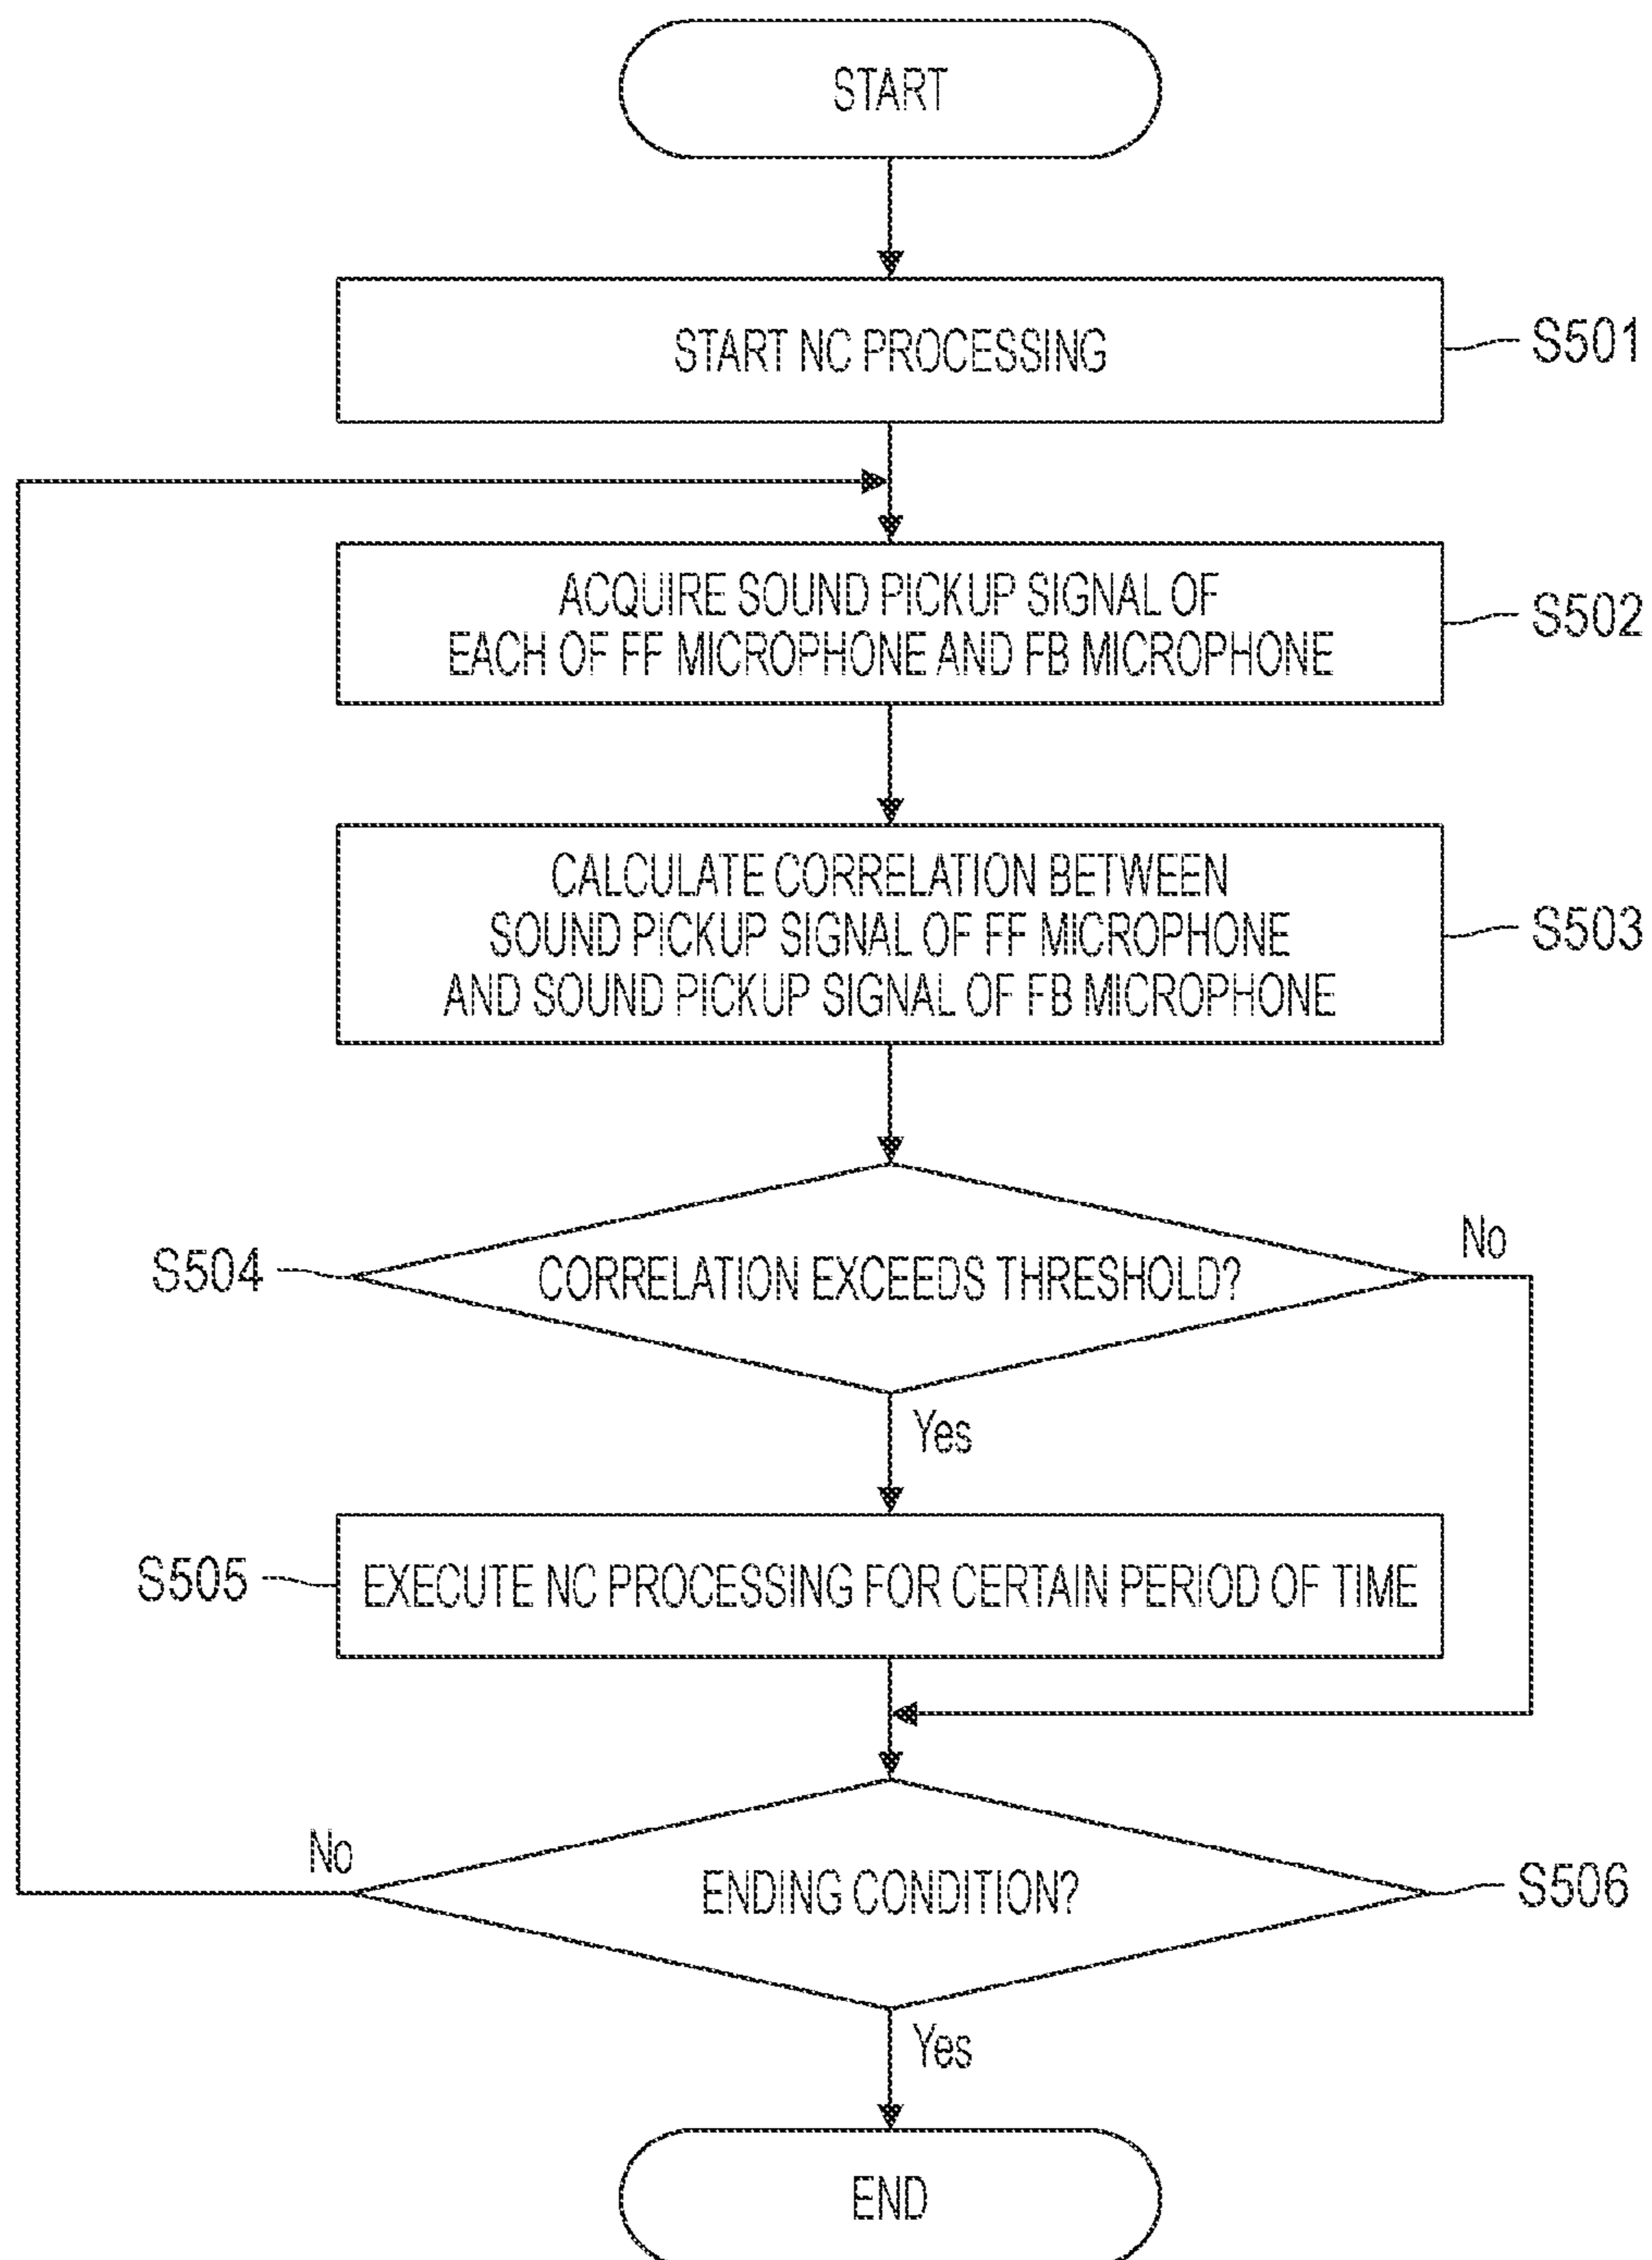 START
START NC PROCESSING
S501
ACQUIRE SOUND PICKUP SIGNAL OF
EACH OF FF MICROPHONE AND FB MICROPHONE
S502
CALCULATE CORRELATION BETWEEN
SOUND PICKUP SIGNAL OF FF MICROPHONE
AND SOUND PICKUP SIGNAL OF FB MICROPHONE
S503
S504
CORRELATION EXCEEDS THRESHOLD?
No
Yes
S505
EXECUTE NC PROCESSING FOR CERTAIN PERIOD OF TIME
No
ENDING CONDITION?
S506
Yes
END